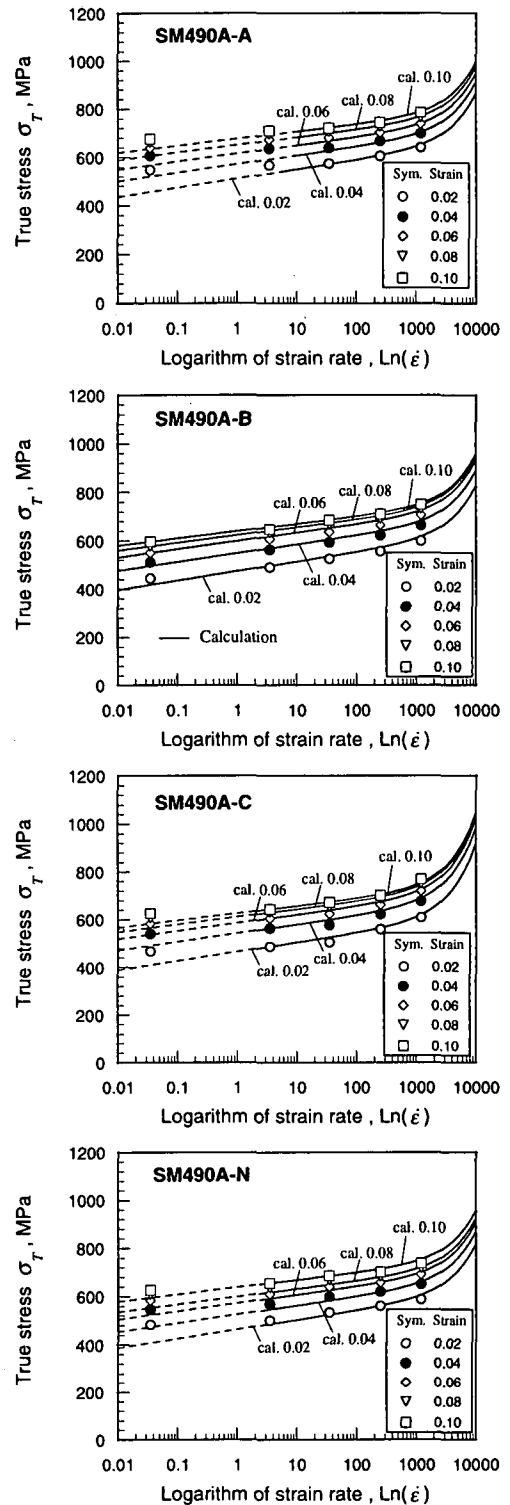 1200
SM490A-A
cal. 0.10
1000
cal. 0.08
800
cal. 0.06
600
400
cal. 0.04
cal. 0.02
200
0
Sym. Strain
0.02
0.04
0.06
0.08
0.10
True stress σT , MPa
0.01 0.1 1 10 100 1000 10000
Logarithm of strain rate , Ln(ε̇)
1200
SM490A-B
1000
cal. 0.10
800
cal. 0.08
cal. 0.06
600
400
cal. 0.04
cal. 0.02
200
Calculation
0
Sym. Strain
0.02
0.04
0.06
0.08
0.10
True stress σT , MPa
0.01 0.1 1 10 100 1000 10000
Logarithm of strain rate , Ln(ε̇)
1200
SM490A-C
1000
cal. 0.10
800
cal. 0.08
cal. 0.06
600
400
cal. 0.04
cal. 0.02
200
0
Sym. Strain
0.02
0.04
0.06
0.08
0.10
True stress σT , MPa
0.01 0.1 1 10 100 1000 10000
Logarithm of strain rate , Ln(ε̇)
1200
SM490A-N
1000
cal. 0.10
800
cal. 0.08
cal. 0.06
600
400
cal. 0.04
cal. 0.02
200
0
Sym. Strain
0.02
0.04
0.06
0.08
0.10
True stress σT , MPa
0.01 0.1 1 10 100 1000 10000
Logarithm of strain rate , Ln(ε̇)